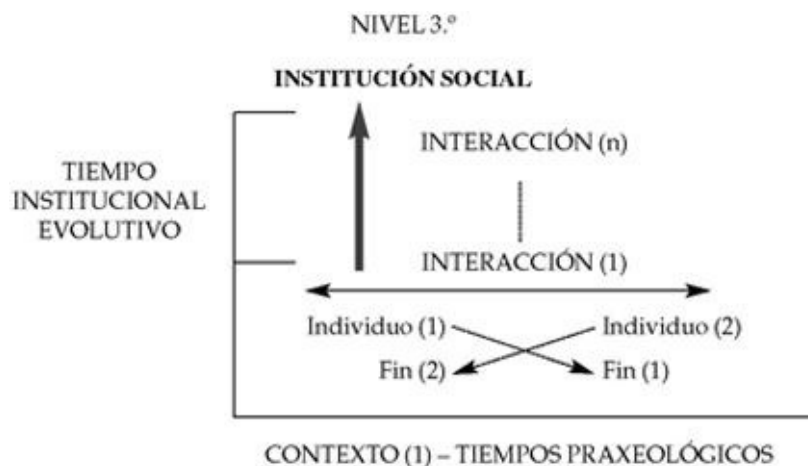 NIVEL 3.º
INSTITUCIÓN SOCIAL
INTERACCIÓN (n)
TIEMPO
INSTITUCIONAL
EVOLUTIVO
INTERACCIÓN (1)
Individuo (1) Individuo (2)
Fin (2) Fin (1)
CONTEXTO (1) – TIEMPOS PRAXEOLÓGICOS